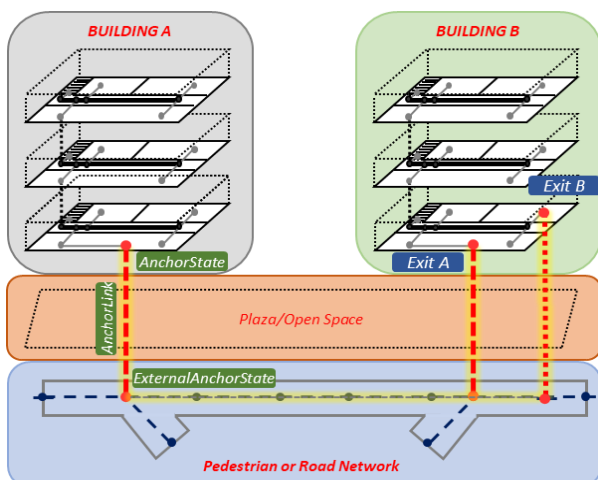 BUILDING A
BUILDING B
Exit B
AnchorState
Exit A
AnchorLink
Plaza/Open Space
ExternalAnchorState
Pedestrian or Road Network